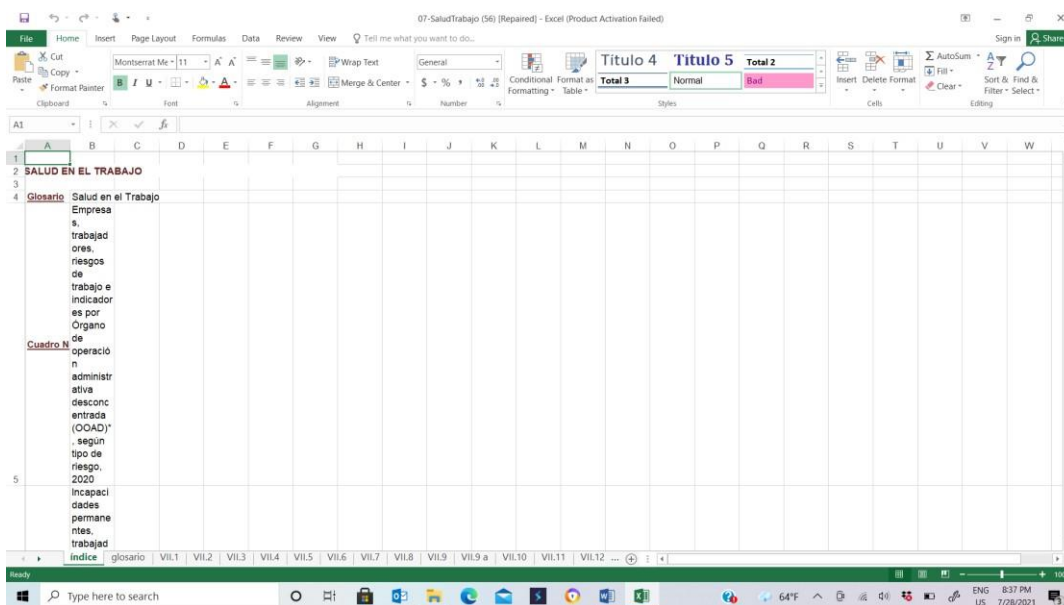 07-SaludTrabajo (56) [Repaired] - Excel (Product Activation Failed)
File Home Insert Page Layout Formulas Data Review View Tell me what you want to do... Sign in Share
Paste Cut Copy Format Painter Clipboard
Montserrat Me 11 A A B I U A Font
Wrap Text Merge & Center Alignment
General $ % , Number
Conditional Formatting Format as Table
Titulo 4 Titulo 5 Total 2
Total 3 Normal Bad
Styles
Insert Delete Format Cells
AutoSum Fill Clear Sort & Filter Find & Select Editing
A1 fx
A B C D E F G H I J K L M N O P Q R S T U V W
1
2 SALUD EN EL TRABAJO
3
4 Glosario Salud en el Trabajo
Empresa
s,
trabajad
ores,
riesgos
de
trabajo e
indicador
es por
Órgano
Cuadro N de
operació
n
administr
ativa
desconc
entrada
(OOAD)*
, según
tipo de
riesgo,
5 2020
Incapaci
dades
permane
ntes,
trabajad
índice glosario VII.1 VII.2 VII.3 VII.4 VII.5 VII.6 VII.7 VII.8 VII.9 VII.9 a VII.10 VII.11 VII.12 ...
Ready 100
Type here to search 64°F ENG 8:37 PM
US 7/28/2021